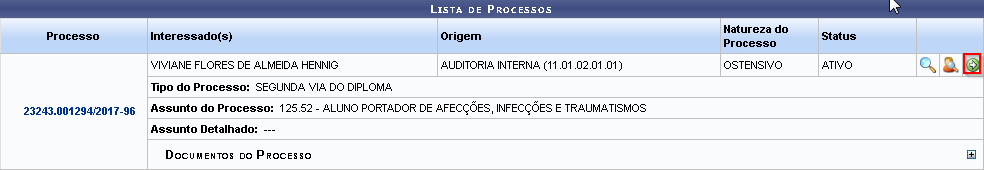 LISTA DE PROCESSOS
Processo Interessado(s) Origem Natureza do Processo Status
VIVIANE FLORES DE ALMEIDA HENNIG AUDITORIA INTERNA (11.01.02.01.01) OSTENSIVO ATIVO
Tipo do Processo: SEGUNDA VIA DO DIPLOMA
23243.001294/2017-96
Assunto do Processo: 125.52 - ALUNO PORTADOR DE AFECÇÕES, INFECÇÕES E TRAUMATISMOS
Assunto Detalhado: ---
DOCUMENTOS DO PROCESSO